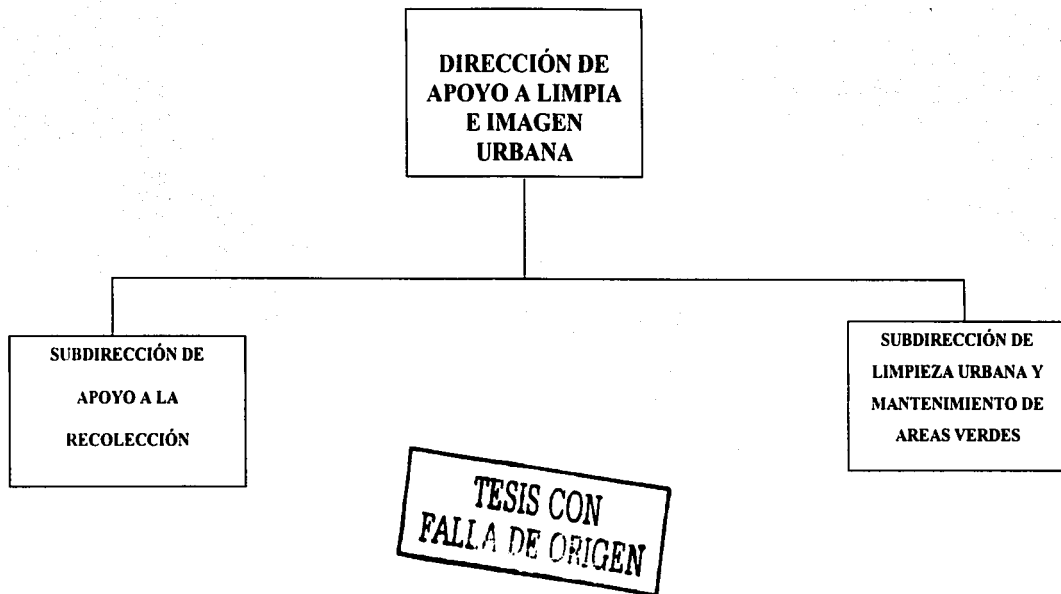 DIRECCIÓN DE
APOYO A LIMPIA
E IMAGEN
URBANA
SUBDIRECCIÓN DE
APOYO A LA
RECOLECCIÓN
SUBDIRECCIÓN DE
LIMPIEZA URBANA Y
MANTENIMIENTO DE
AREAS VERDES
TESIS CON
FALLA DE ORIGEN